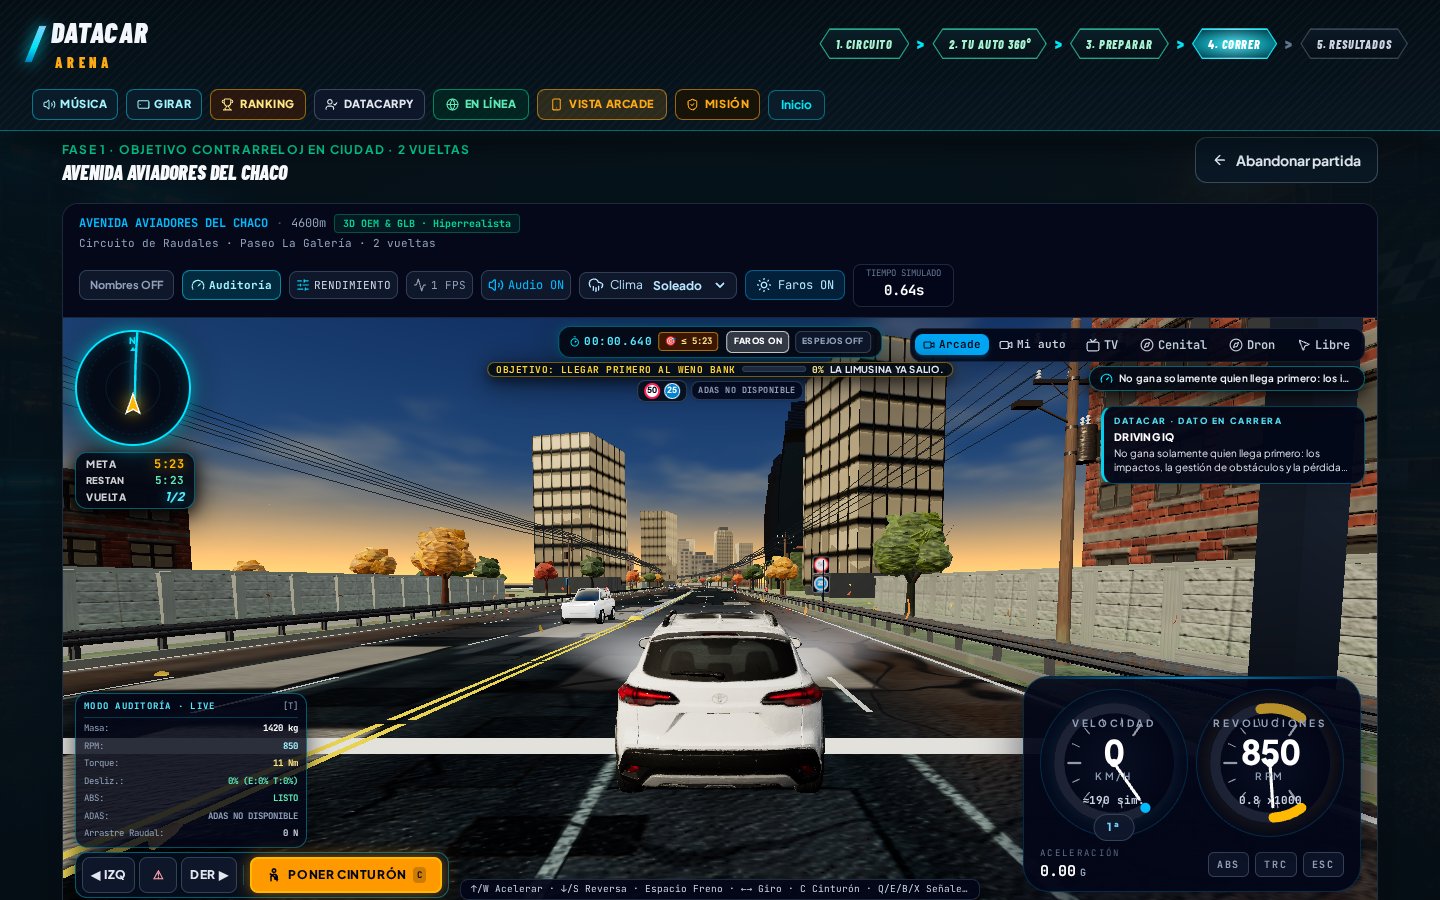 DATACAR
ARENA
1. CIRCUITO > 2. TU AUTO 360° > 3. PREPARAR > 4. CORRER > 5. RESULTADOS
MÚSICA GIRAR RANKING DATACARPY EN LÍNEA VISTA ARCADE MISIÓN Inicio
FASE 1 · OBJETIVO CONTRARRELOJ EN CIUDAD · 2 VUELTAS
AVENIDA AVIADORES DEL CHACO
← Abandonar partida
AVENIDA AVIADORES DEL CHACO · 4600m 3D OEM & GLB · Hiperrealista
Circuito de Raudales · Paseo La Galería · 2 vueltas
Nombres OFF Auditoría RENDIMIENTO 1 FPS Audio ON Clima Soleado Faros ON
TIEMPO SIMULADO
0.64s
N
00:00.640 ≤ 5:23 FAROS ON ESPEJOS OFF
Arcade Mi auto TV Cenital Dron Libre
OBJETIVO: LLEGAR PRIMERO AL WENO BANK 0% LA LIMUSINA YA SALIO.
50 25 ADAS NO DISPONIBLE
No gana solamente quien llega primero: los i…
DATACAR · DATO EN CARRERA
DRIVING IQ
No gana solamente quien llega primero: los
impactos, la gestión de obstáculos y la pérdida…
META 5:23
RESTAN 5:23
VUELTA 1/2
MODO AUDITORÍA · LIVE [T]
Masa: 1420 kg
RPM: 850
Torque: 11 Nm
Desliz.: 0% (E:0% T:0%)
ABS: LISTO
ADAS: ADAS NO DISPONIBLE
Arrastre Raudal: 0 N
◀ IZQ ⚠ DER ▶ PONER CINTURÓN C
↑/W Acelerar · ↓/S Reversa · Espacio Freno · ←→ Giro · C Cinturón · Q/E/B/X Señale…
VELOCIDAD
0
KM/H
≈190 sim.
1ª
REVOLUCIONES
850
RPM
0.8 x1000
ACELERACIÓN
0.00 G
ABS TRC ESC